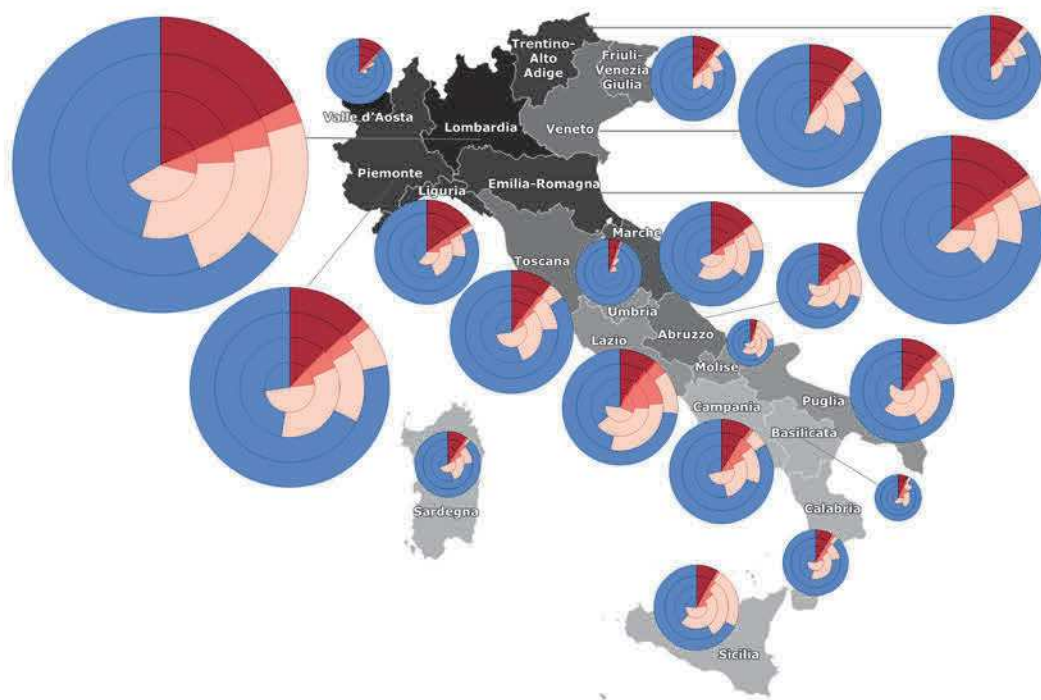 Trentino-
Alto
Adige
Friuli-
Venezia
Giulia
Valle d'Aosta
Lombardia
Veneto
Piemonte
Emilia-Romagna
Liguria
Marche
Toscana
Umbria
Lazio
Abruzzo
Molise
Puglia
Campania
Basilicata
Sardegna
Calabria
Sicilia